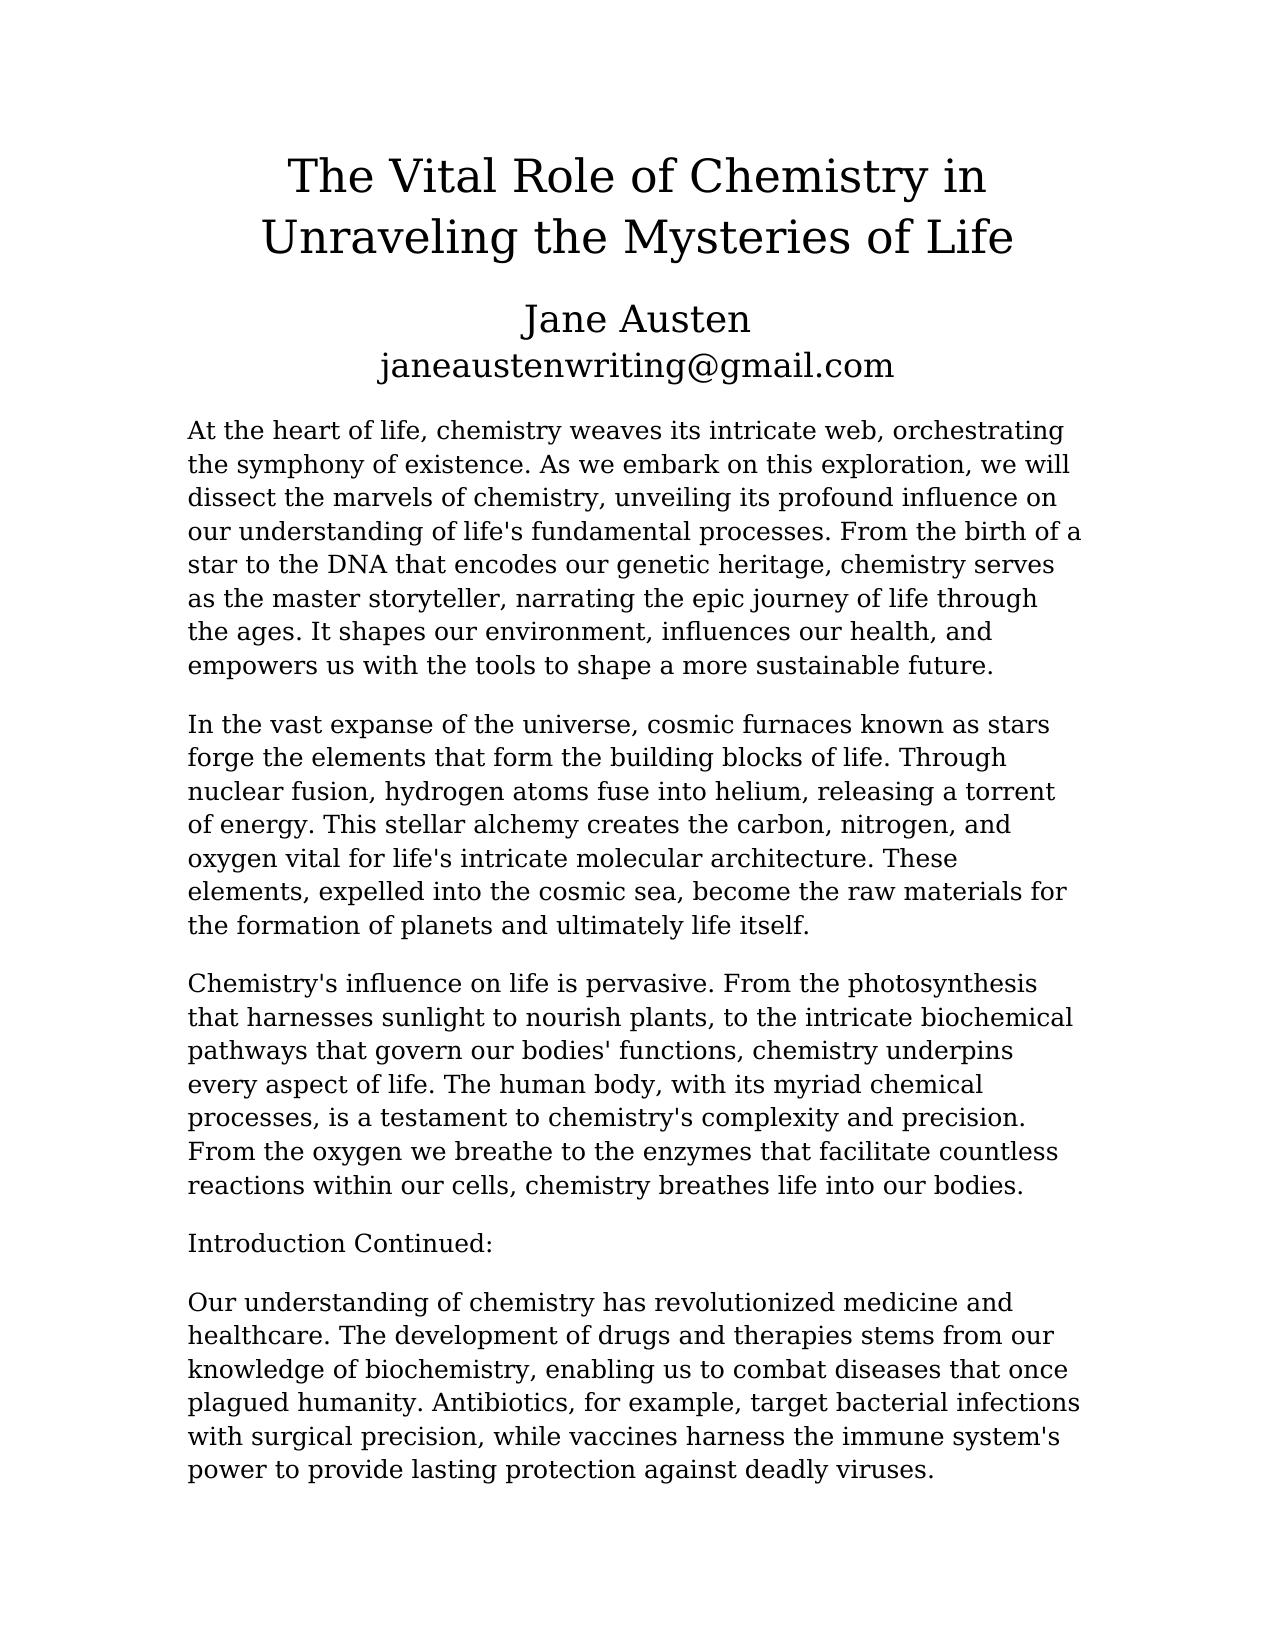 The Vital Role of Chemistry in
Unraveling the Mysteries of Life
Jane Austen
janeaustenwriting@gmail.com
At the heart of life, chemistry weaves its intricate web, orchestrating
the symphony of existence. As we embark on this exploration, we will
dissect the marvels of chemistry, unveiling its profound influence on
our understanding of life's fundamental processes. From the birth of a
star to the DNA that encodes our genetic heritage, chemistry serves
as the master storyteller, narrating the epic journey of life through
the ages. It shapes our environment, influences our health, and
empowers us with the tools to shape a more sustainable future.
In the vast expanse of the universe, cosmic furnaces known as stars
forge the elements that form the building blocks of life. Through
nuclear fusion, hydrogen atoms fuse into helium, releasing a torrent
of energy. This stellar alchemy creates the carbon, nitrogen, and
oxygen vital for life's intricate molecular architecture. These
elements, expelled into the cosmic sea, become the raw materials for
the formation of planets and ultimately life itself.
Chemistry's influence on life is pervasive. From the photosynthesis
that harnesses sunlight to nourish plants, to the intricate biochemical
pathways that govern our bodies' functions, chemistry underpins
every aspect of life. The human body, with its myriad chemical
processes, is a testament to chemistry's complexity and precision.
From the oxygen we breathe to the enzymes that facilitate countless
reactions within our cells, chemistry breathes life into our bodies.
Introduction Continued:
Our understanding of chemistry has revolutionized medicine and
healthcare. The development of drugs and therapies stems from our
knowledge of biochemistry, enabling us to combat diseases that once
plagued humanity. Antibiotics, for example, target bacterial infections
with surgical precision, while vaccines harness the immune system's
power to provide lasting protection against deadly viruses.